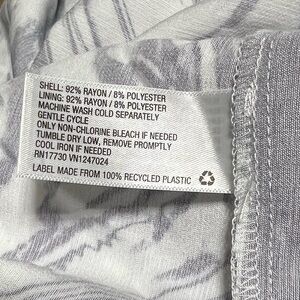 SHELL: 92% RAYON / 8% POLYESTER
LINING: 92% RAYON / 8% POLYESTER
MACHINE WASH COLD SEPARATELY
GENTLE CYCLE
ONLY NON-CHLORINE BLEACH IF NEEDED
TUMBLE DRY LOW, REMOVE PROMPTLY
COOL IRON IF NEEDED
RN17730 VN1247024
LABEL MADE FROM 100% RECYCLED PLASTIC